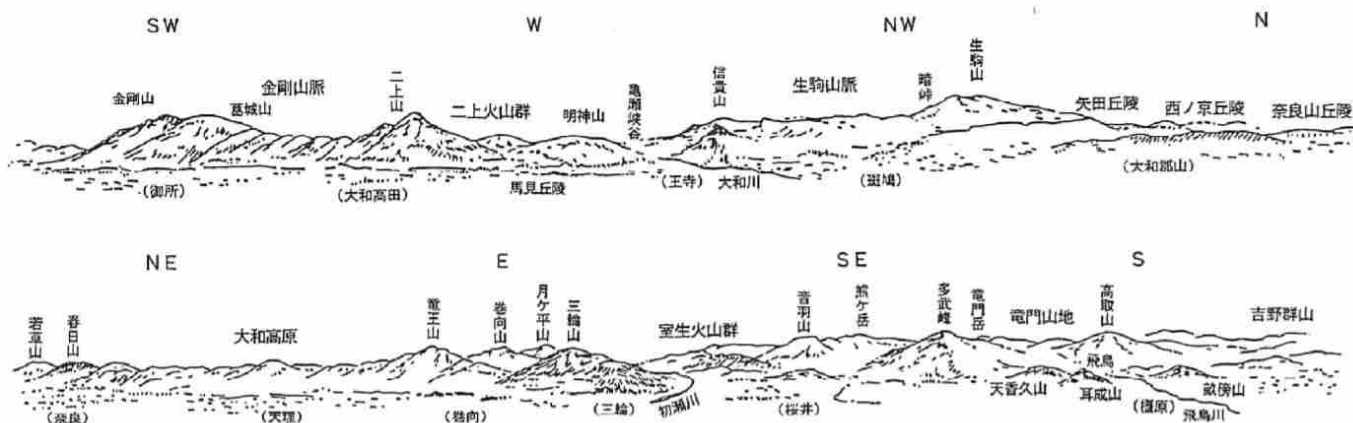 SW W NW N
金剛山 葛城山 金剛山脈 二上山 二上火山群 明神山 亀瀬峡谷 信貴山 生駒山脈 暗峠 生駒山 矢田丘陵 西ノ京丘陵 奈良山丘陵
(御所) (大和高田) 馬見丘陵 (王寺) 大和川 (斑鳩) (大和郡山)
NE E SE S
若草山 春日山 大和高原 竜王山 巻向山 月ケ平山 三輪山 室生火山群 音羽山 熊ケ岳 多武峰 竜門岳 竜門山地 高取山 吉野群山
飛鳥
天香久山 耳成山 畝傍山
(奈良) (天理) (巻向) (三輪) 初瀬川 (桜井) (橿原) 飛鳥川